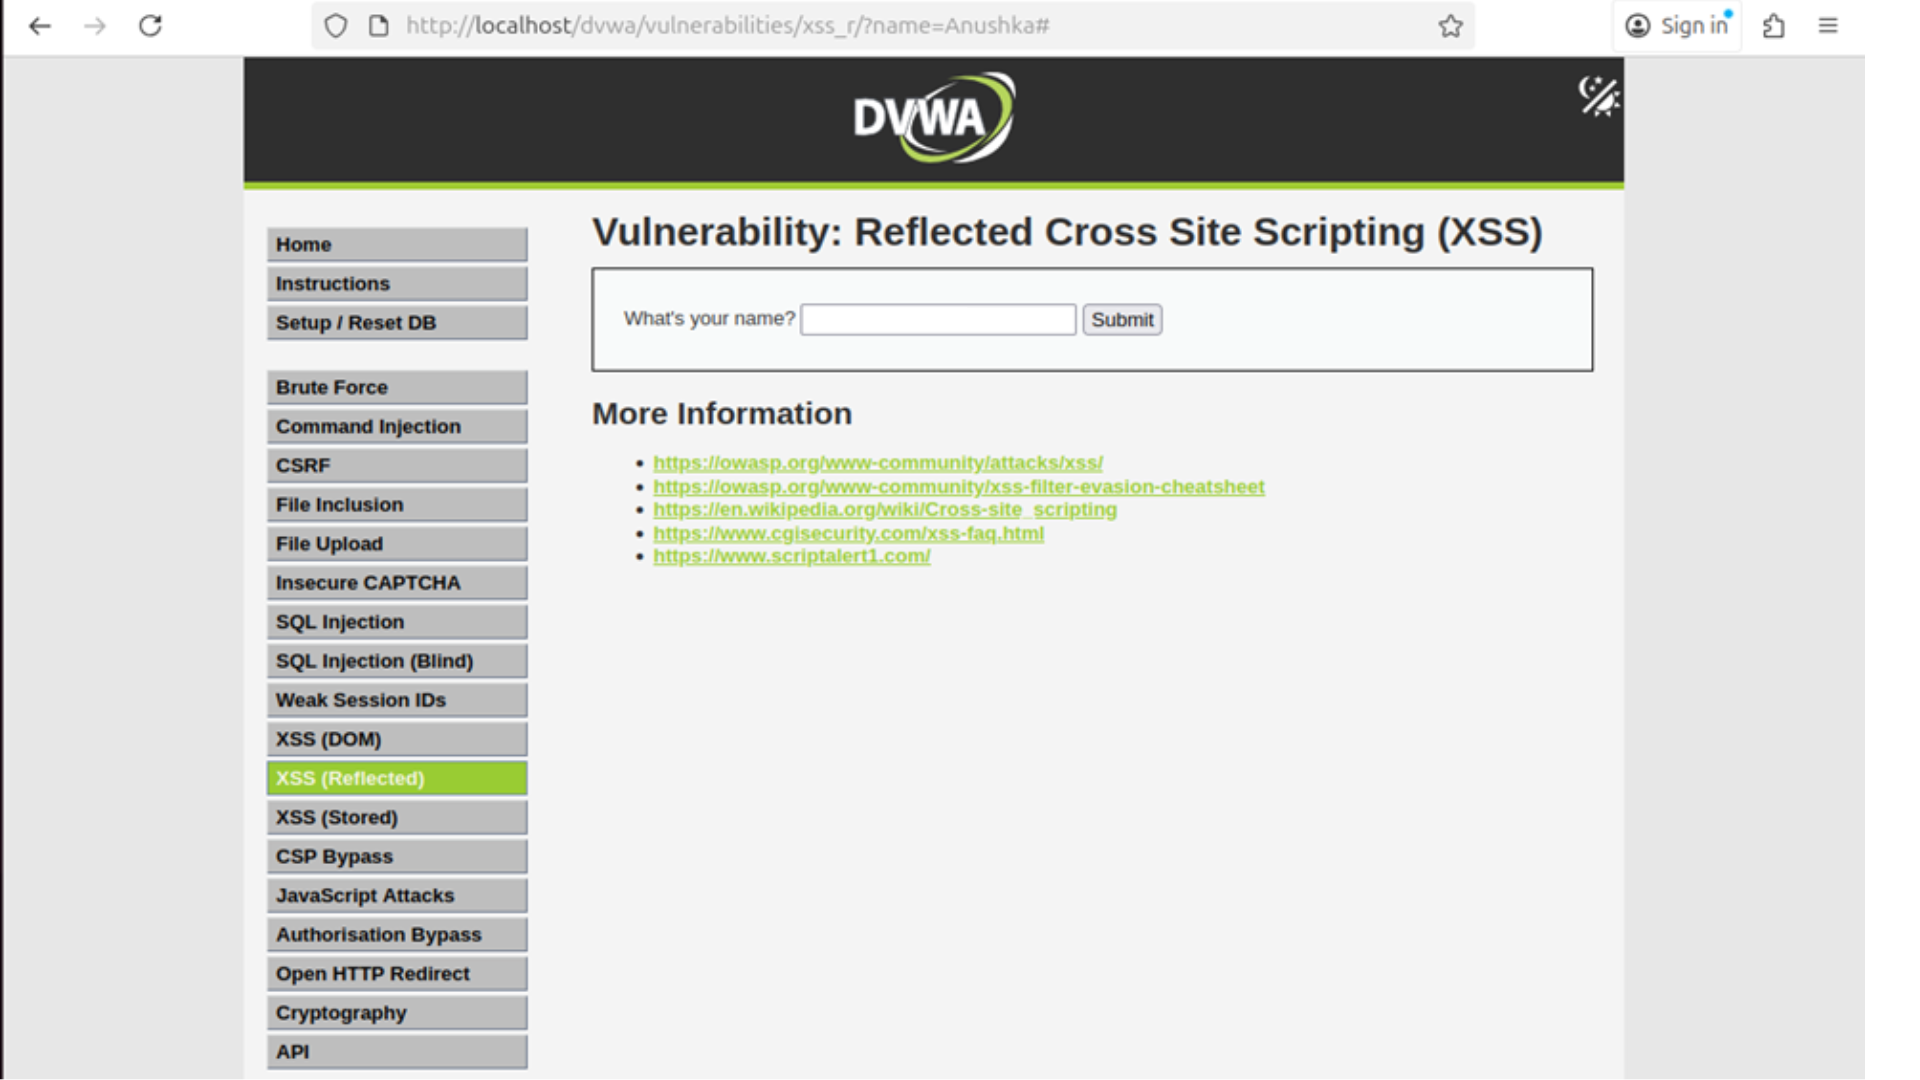 http://localhost/dvwa/vulnerabilities/xss_r/?name=Anushka#
Sign in
DVWA
Home
Instructions
Setup / Reset DB
Brute Force
Command Injection
CSRF
File Inclusion
File Upload
Insecure CAPTCHA
SQL Injection
SQL Injection (Blind)
Weak Session IDs
XSS (DOM)
XSS (Reflected)
XSS (Stored)
CSP Bypass
JavaScript Attacks
Authorisation Bypass
Open HTTP Redirect
Cryptography
API
Vulnerability: Reflected Cross Site Scripting (XSS)
What's your name? Submit
More Information
• https://owasp.org/www-community/attacks/xss/
• https://owasp.org/www-community/xss-filter-evasion-cheatsheet
• https://en.wikipedia.org/wiki/Cross-site_scripting
• https://www.cgisecurity.com/xss-faq.html
• https://www.scriptalert1.com/